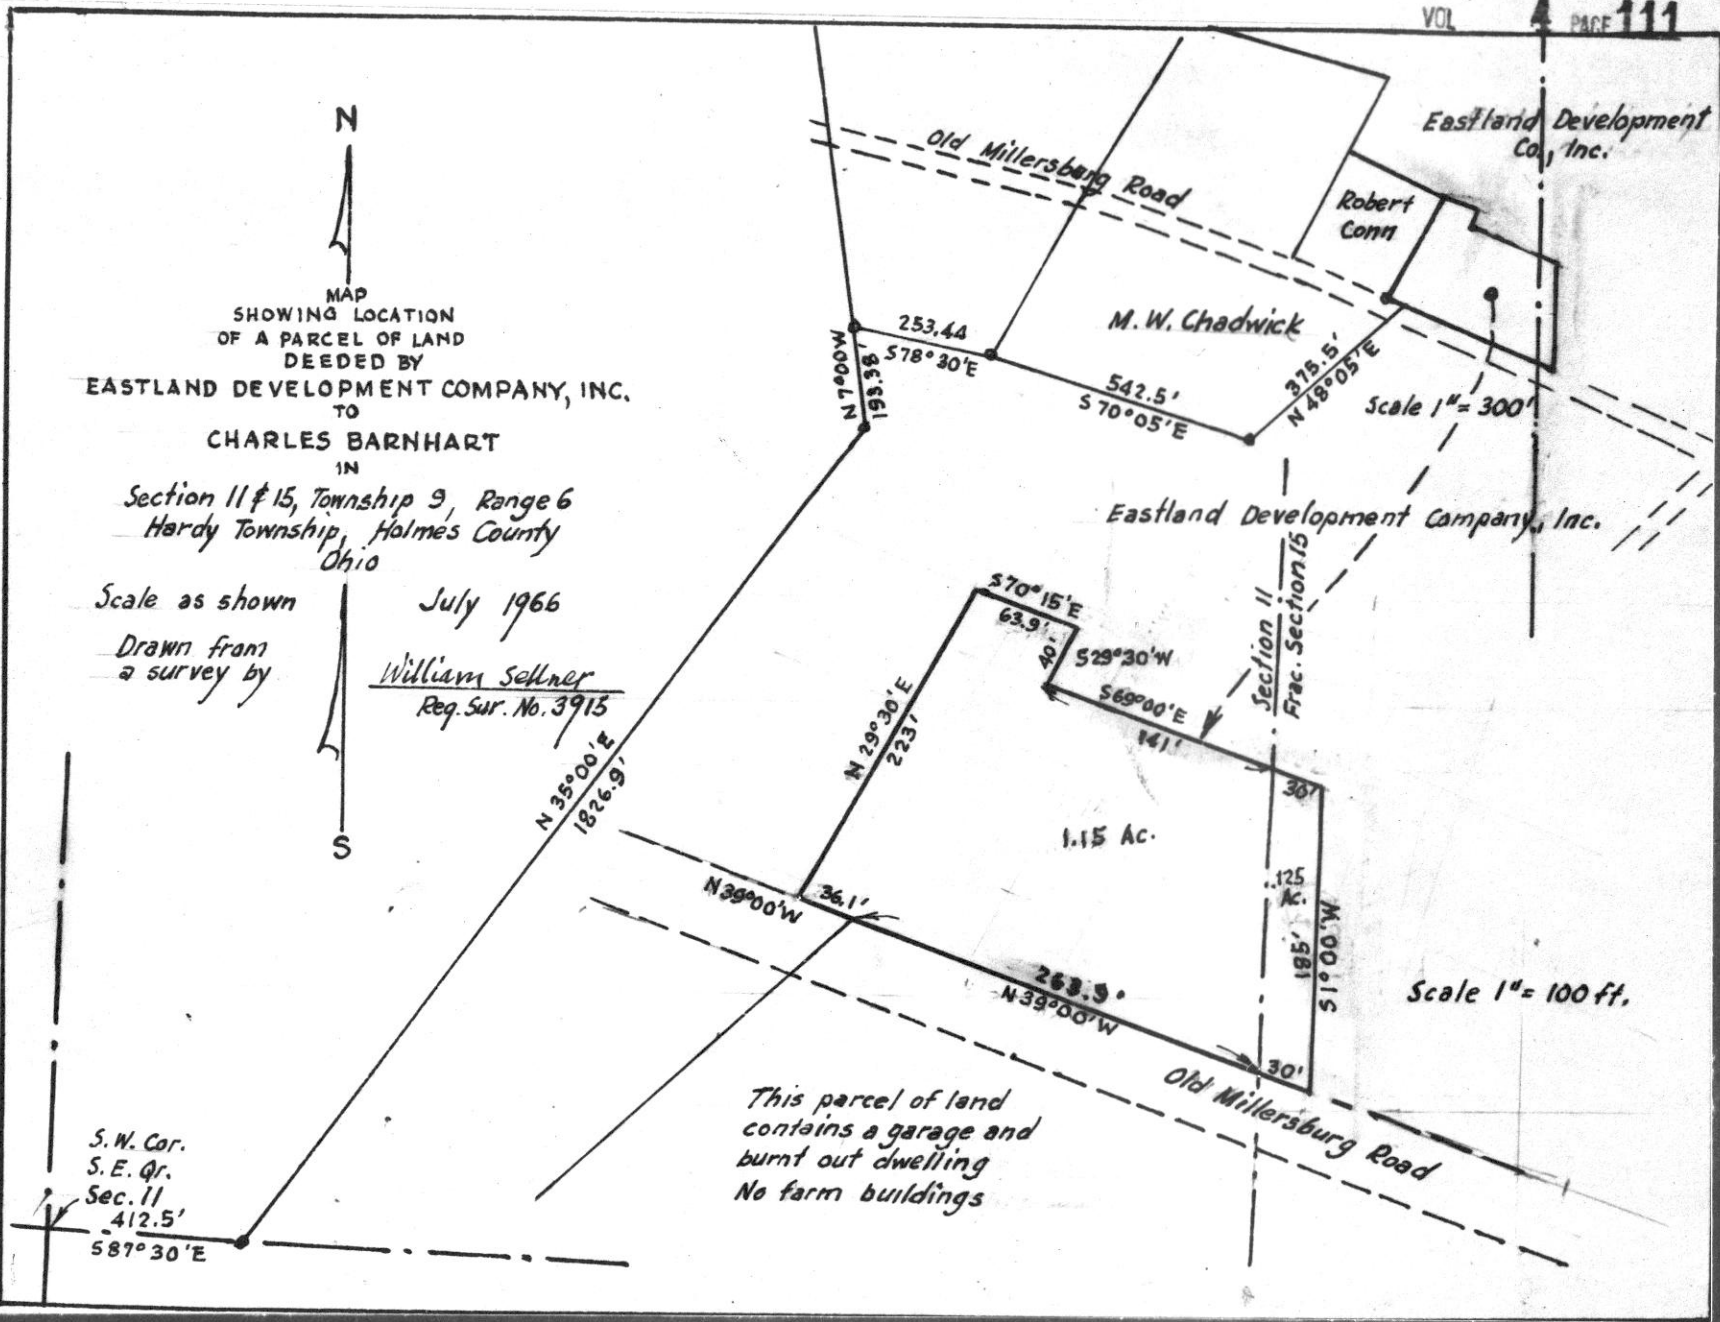 VOL 4 PAGE 111
N
MAP
SHOWING LOCATION
OF A PARCEL OF LAND
DEEDED BY
EASTLAND DEVELOPMENT COMPANY, INC.
TO
CHARLES BARNHART
IN
Section 11 & 15, Township 9, Range 6
Hardy Township, Holmes County
Ohio
Scale as shown
July 1966
Drawn from
a survey by
William Sellner
Reg. Sur. No. 3915
S
Eastland Development
Co., Inc.
Old Millersburg Road
Robert
Conn
M.W. Chadwick
253.44
S78°30'E
N7°00W
193.38'
542.5'
S70°05'E
375.5'
N48°05'E
Scale 1"=300'
Eastland Development Company, Inc.
Section 11
Frac. Section 15
S70°15'E
63.9'
40'
S29°30'W
S69°00'E
141'
30'
N29°30'E
223'
N35°00'E
1826.9'
1.15 Ac.
.125
Ac.
185'
S1°00'W
N39°00'W
36.1'
263.9'
N39°00'W
30'
Scale 1"=100 ft.
Old Millersburg Road
This parcel of land
contains a garage and
burnt out dwelling
No farm buildings
S.W. Cor.
S.E. Qr.
Sec. 11
412.5'
S87°30'E